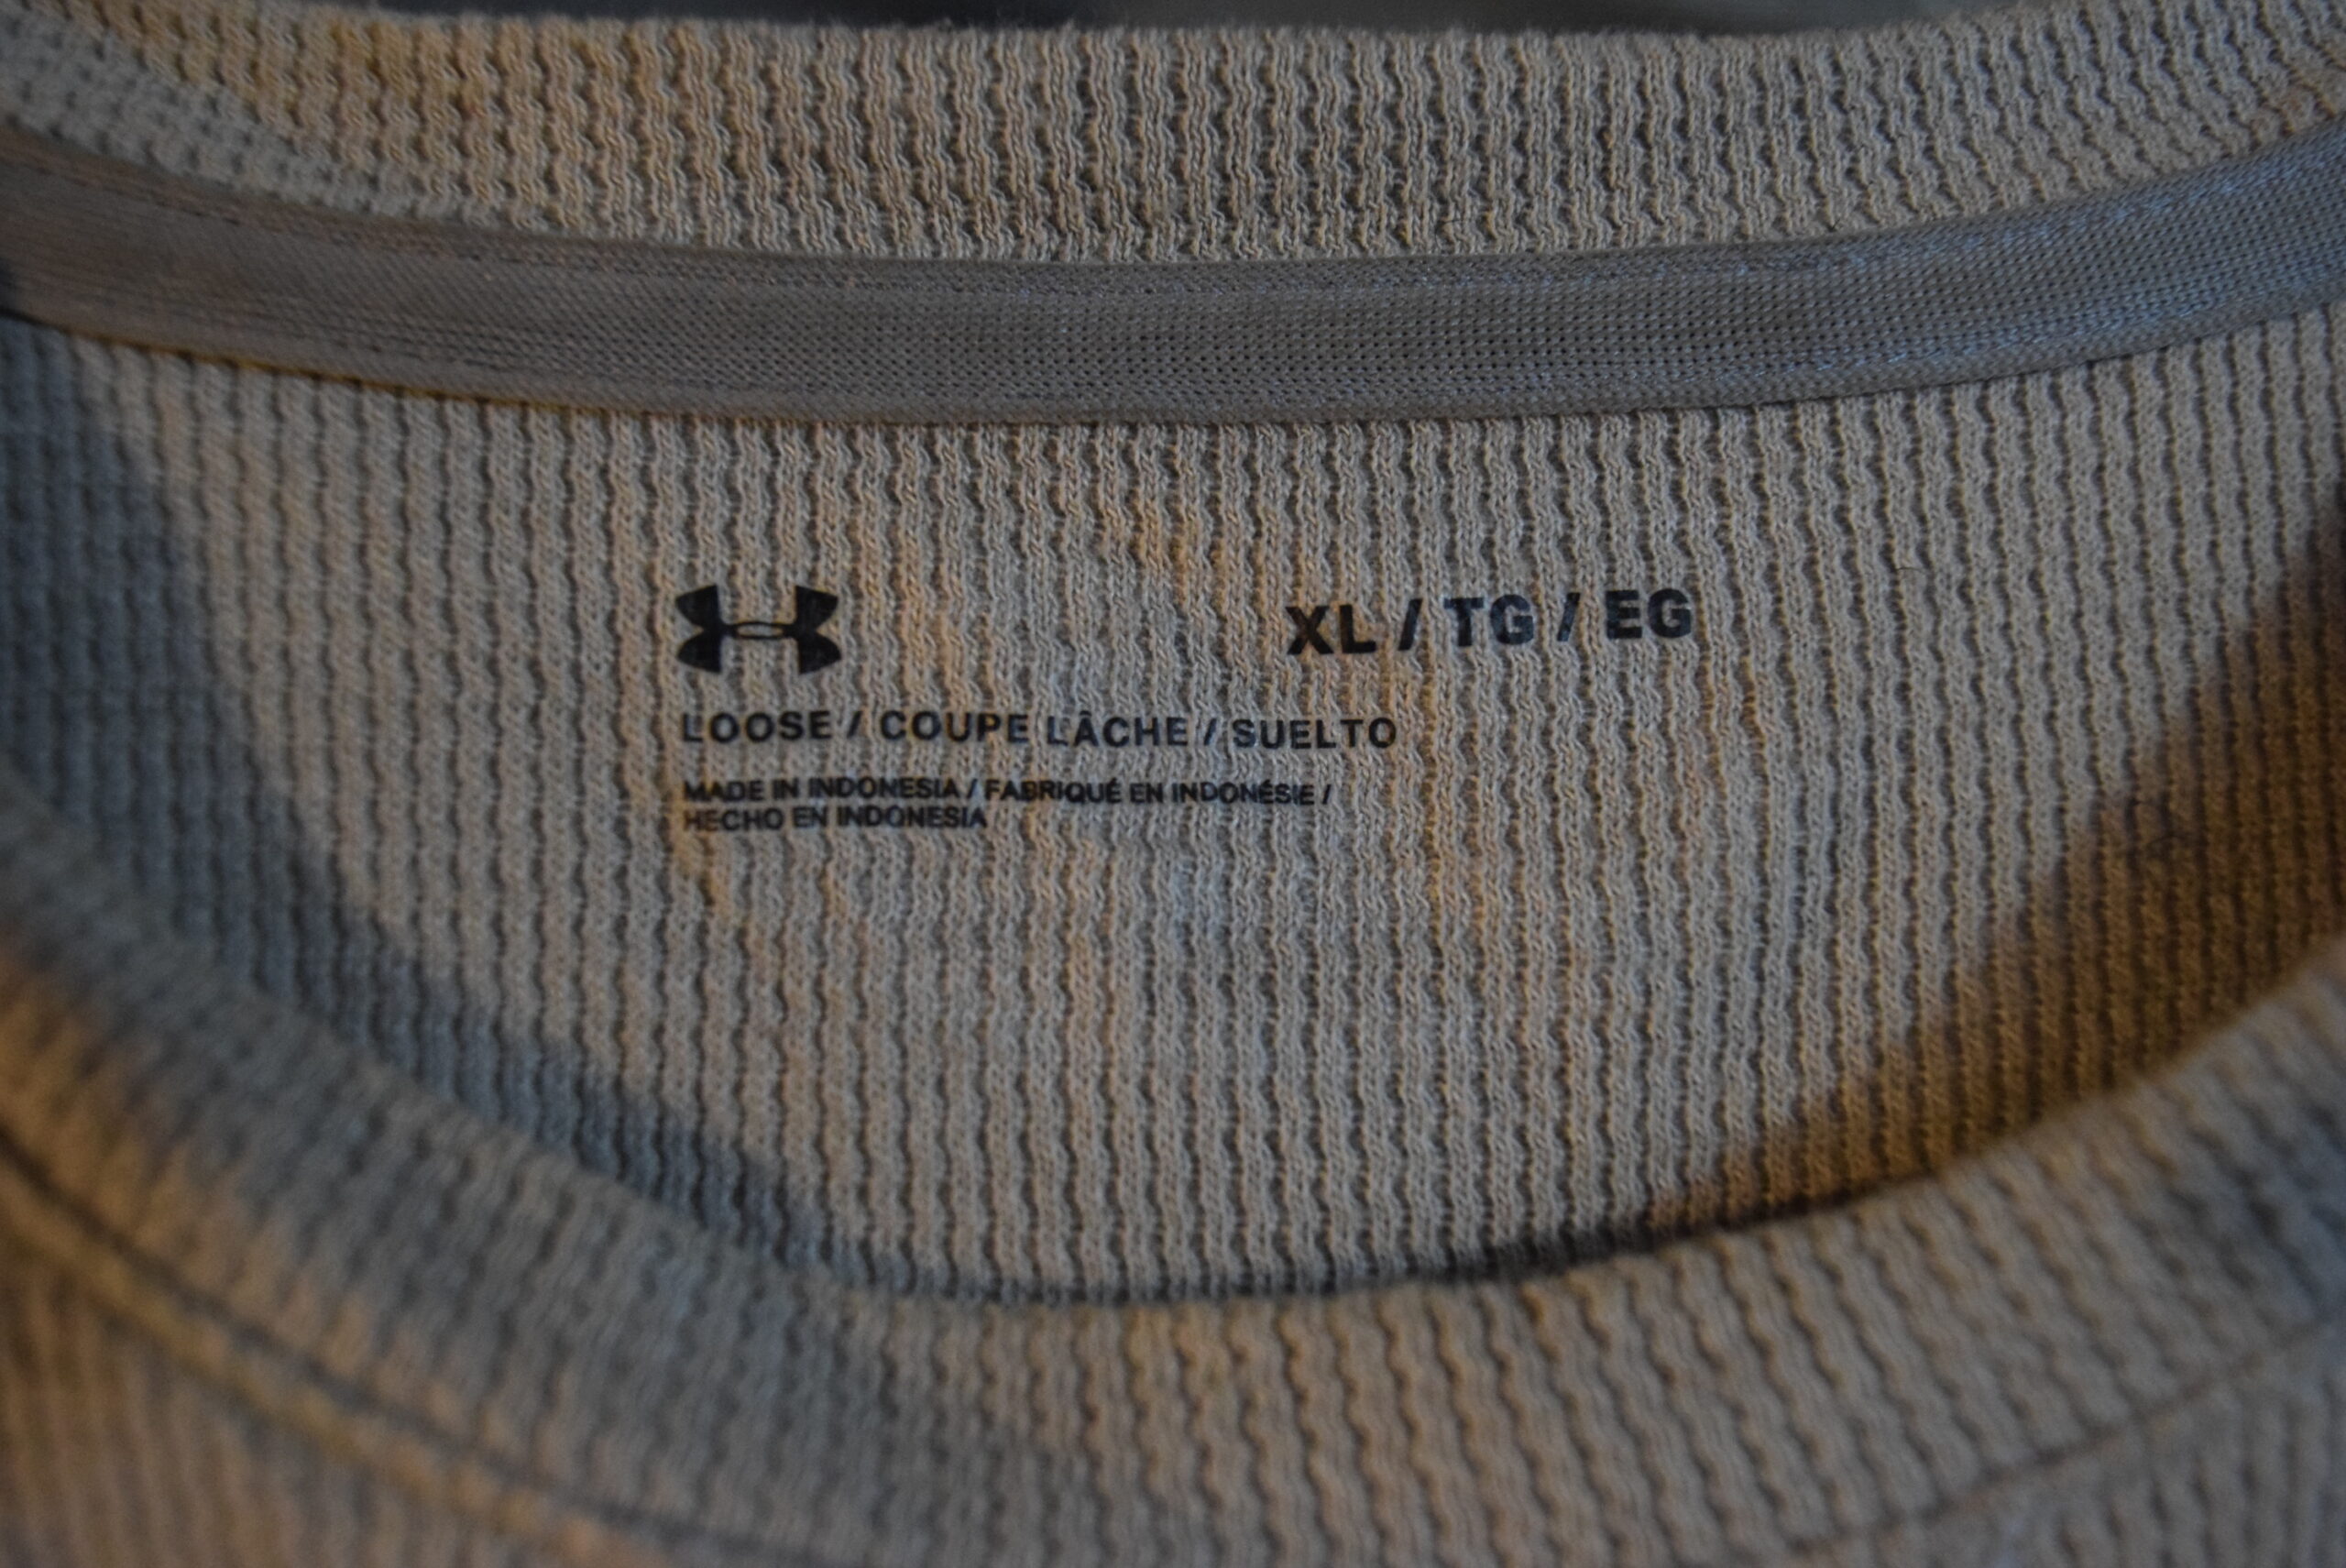 XL / TG / EG
LOOSE / COUPE LÂCHE / SUELTO
MADE IN INDONESIA / FABRIQUÉ EN INDONÉSIE /
HECHO EN INDONESIA